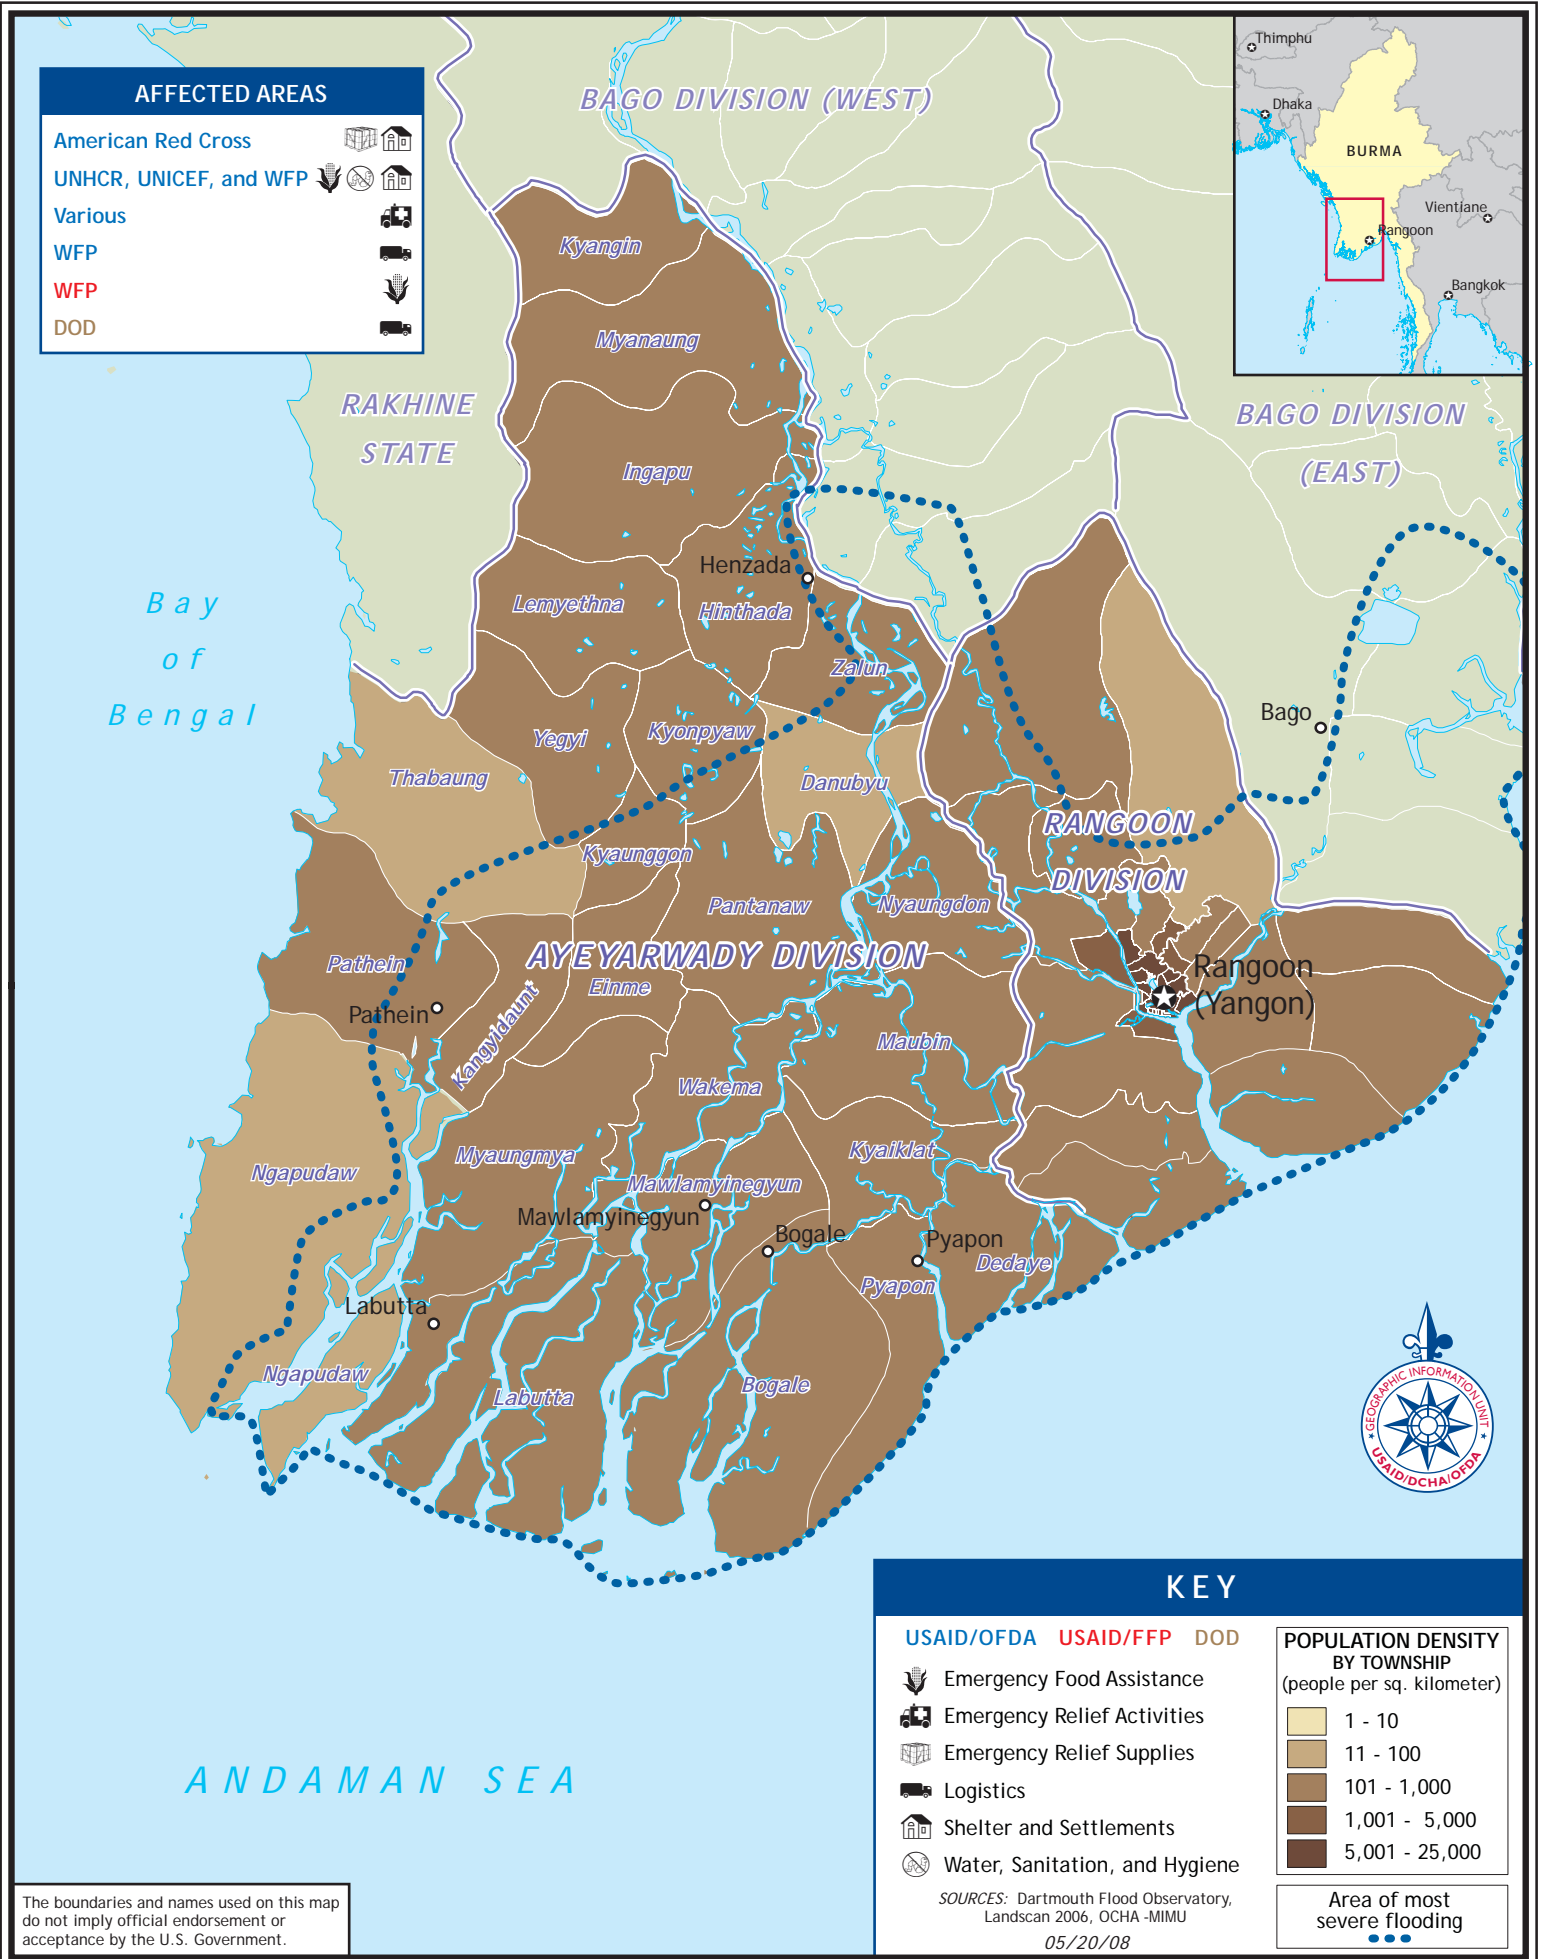 AFFECTED AREAS
American Red Cross
UNHCR, UNICEF, and WFP
Various
WFP
WFP
DOD
BAGO DIVISION (WEST)
Thimphu
Dhaka
BURMA
Vientiane
Rangoon
Bangkok
RAKHINE
STATE
BAGO DIVISION
(EAST)
Kyangin
Myanaung
Ingapu
Henzada
Lemyethna
Hinthada
Zalun
Bay
of
Bengal
Bago
Yegyi
Kyonpyaw
Thabaung
Danubyu
RANGOON
DIVISION
Kyaunggon
Pantanaw
Nyaungdon
AYEYARWADY DIVISION
Pathein
Einme
Rangoon
(Yangon)
Pathein
Kangyidaunt
Maubin
Wakema
Myaungmya
Kyaiklat
Ngapudaw
Mawlamyinegyun
Mawlamyinegyun
Bogale
Pyapon
Dedaye
Pyapon
Labutta
Ngapudaw
Labutta
Bogale
GEOGRAPHIC INFORMATION UNIT
USAID/DCHA/OFDA
ANDAMAN SEA
KEY
USAID/OFDA USAID/FFP DOD
Emergency Food Assistance
Emergency Relief Activities
Emergency Relief Supplies
Logistics
Shelter and Settlements
Water, Sanitation, and Hygiene
SOURCES: Dartmouth Flood Observatory,
Landscan 2006, OCHA -MIMU
05/20/08
POPULATION DENSITY
BY TOWNSHIP
(people per sq. kilometer)
1 - 10
11 - 100
101 - 1,000
1,001 - 5,000
5,001 - 25,000
Area of most
severe flooding
The boundaries and names used on this map
do not imply official endorsement or
acceptance by the U.S. Government.